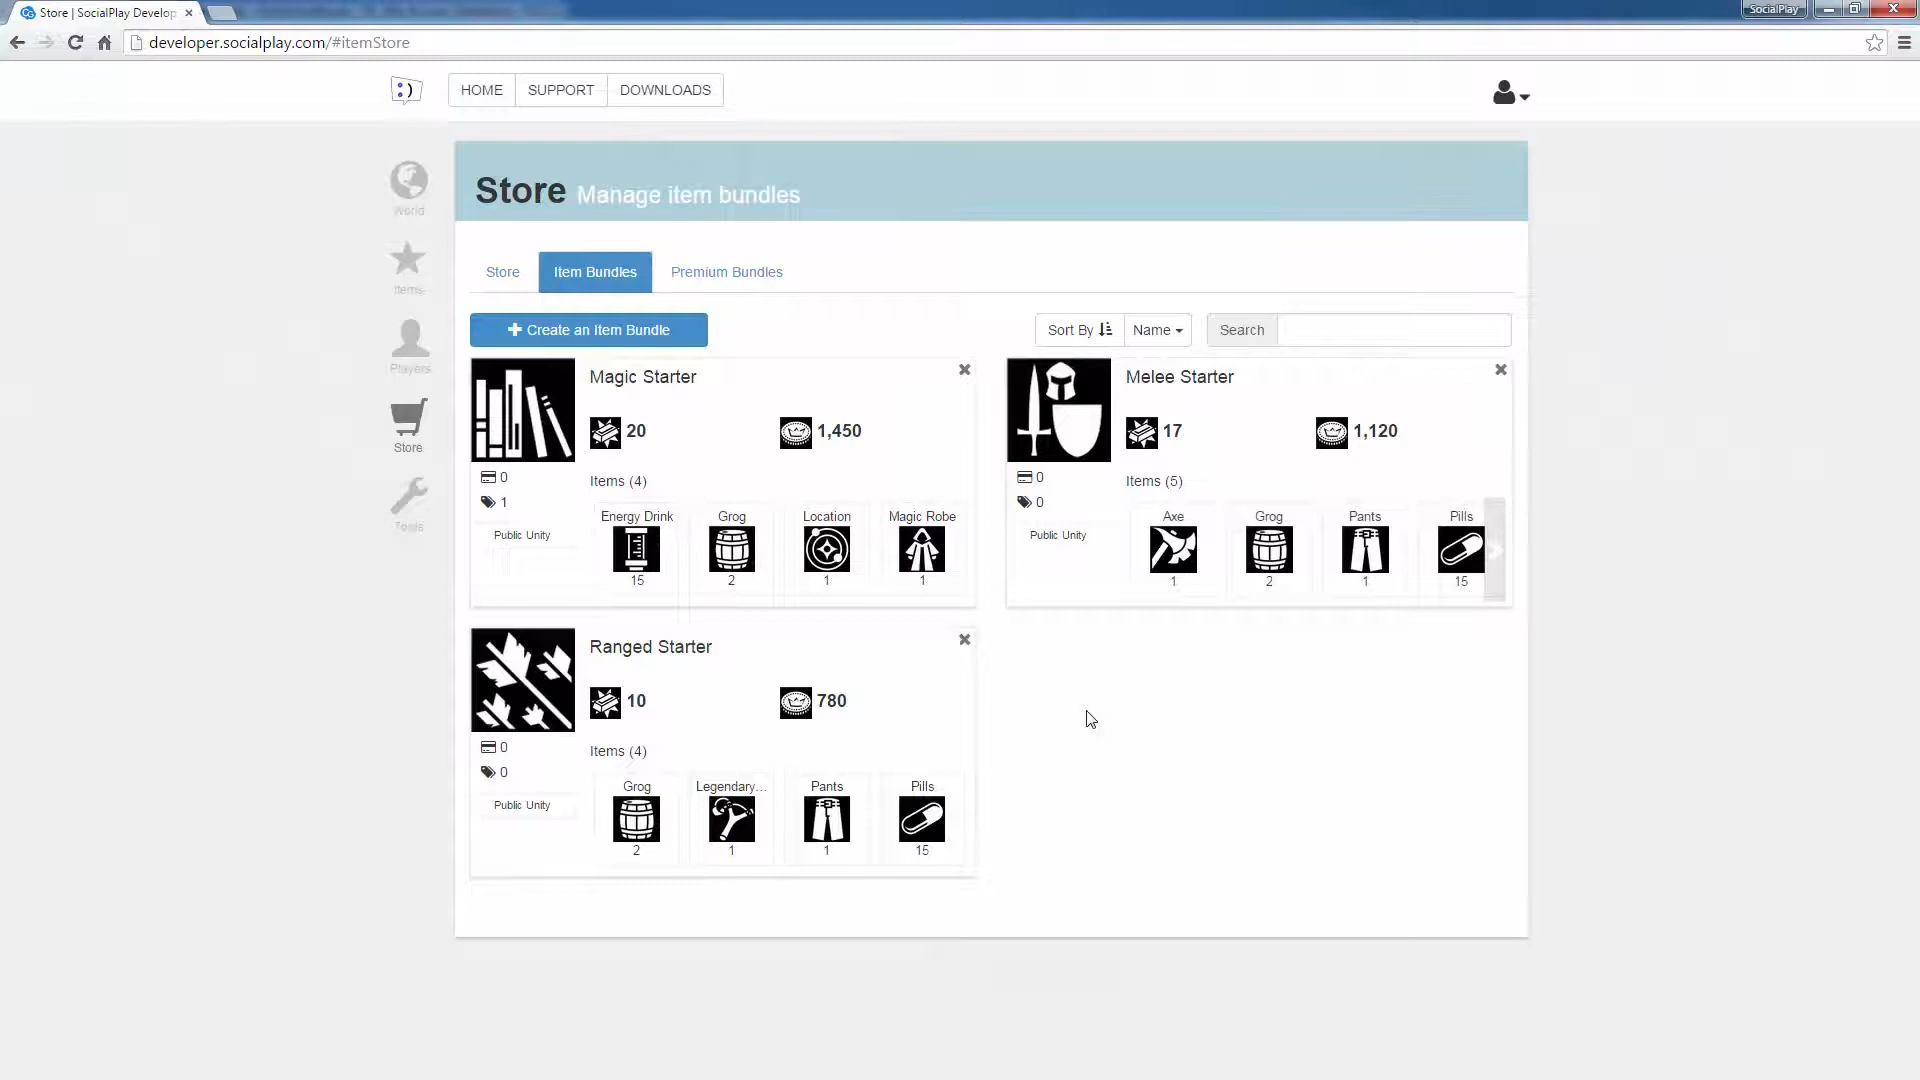 Store | SocialPlay Develop
SocialPlay
developer.socialplay.com/#itemStore
:)
HOME
SUPPORT
DOWNLOADS
World
Items
Players
Store
Tools
Store Manage item bundles
Store
Item Bundles
Premium Bundles
Create an Item Bundle
Sort By
Name
Search
Magic Starter
20
1,450
0
1
Public Unity
Items (4)
Energy Drink
15
Grog
2
Location
1
Magic Robe
1
Melee Starter
17
1,120
0
0
Public Unity
Items (5)
Axe
1
Grog
2
Pants
1
Pills
15
Ranged Starter
10
780
0
0
Public Unity
Items (4)
Grog
2
Legendary...
1
Pants
1
Pills
15